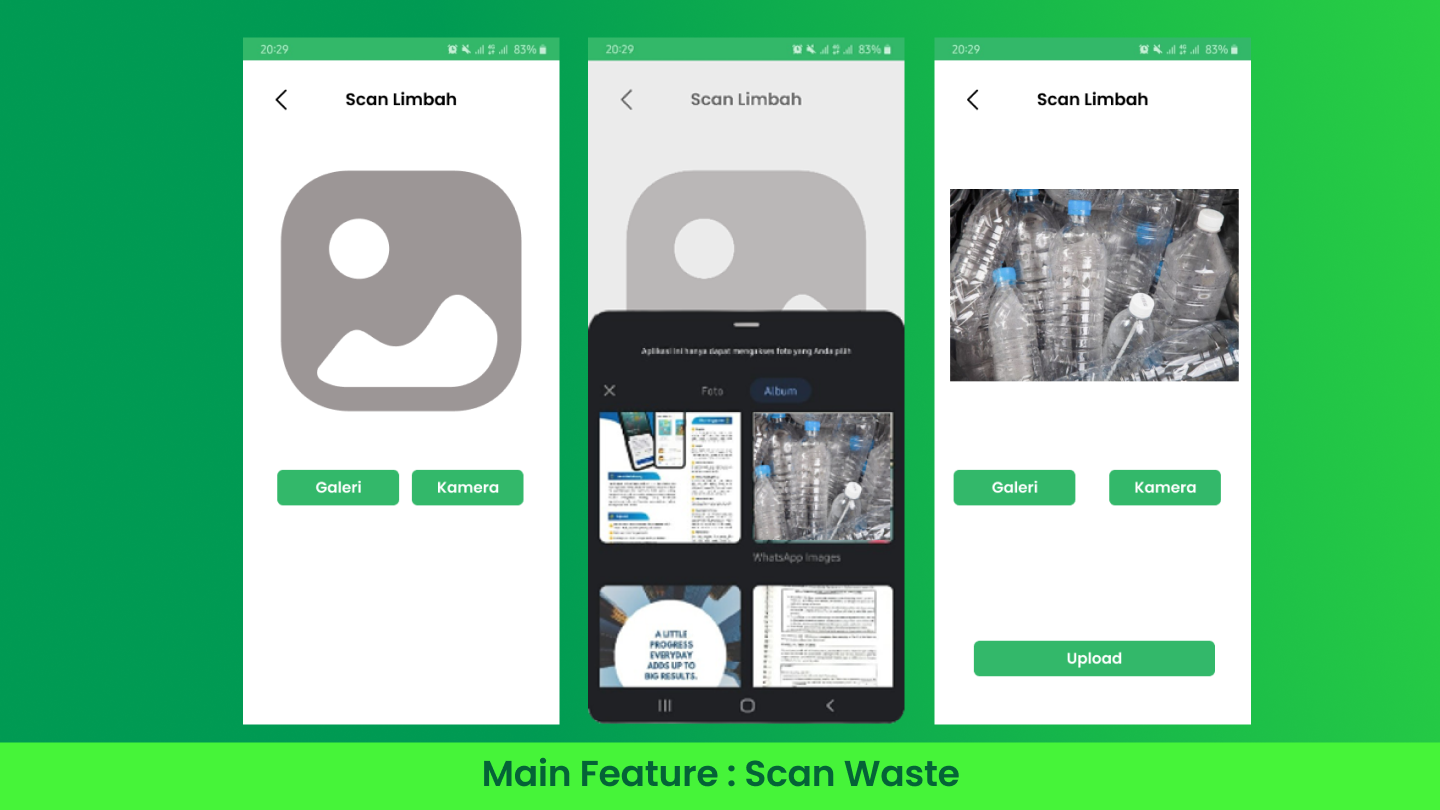 20:29
83%
Scan Limbah
Galeri
Kamera
20:29
83%
Scan Limbah
Aplikasi ini hanya dapat mengakses foto yang Anda pilih
Foto
Album
WhatsApp Images
A LITTLE
PROGRESS
EVERYDAY
ADDS UP TO
BIG RESULTS.
20:29
83%
Scan Limbah
Galeri
Kamera
Upload
Main Feature : Scan Waste